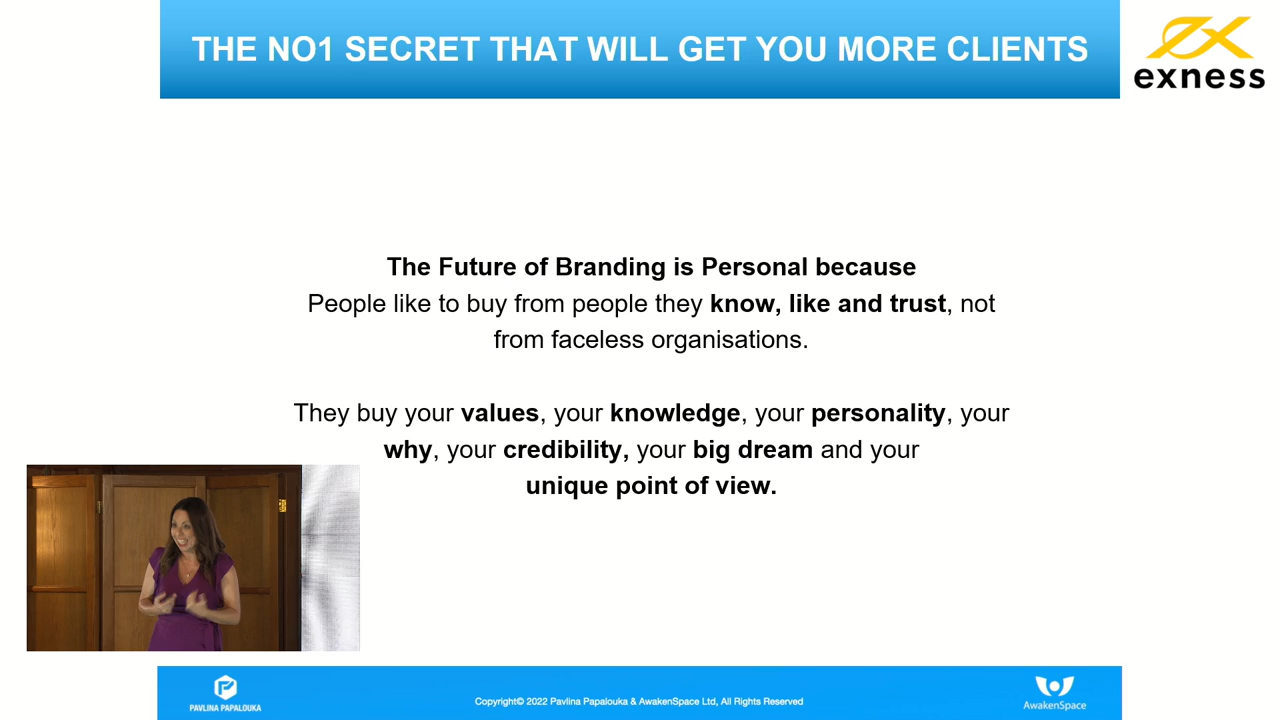 THE NO1 SECRET THAT WILL GET YOU MORE CLIENTS
exness
The Future of Branding is Personal because
People like to buy from people they know, like and trust, not
from faceless organisations.
They buy your values, your knowledge, your personality, your
why, your credibility, your big dream and your
unique point of view.
PAVLINA PAPALOUKA
Copyright© 2022 Pavlina Papalouka & AwakenSpace Ltd, All Rights Reserved
AwakenSpace